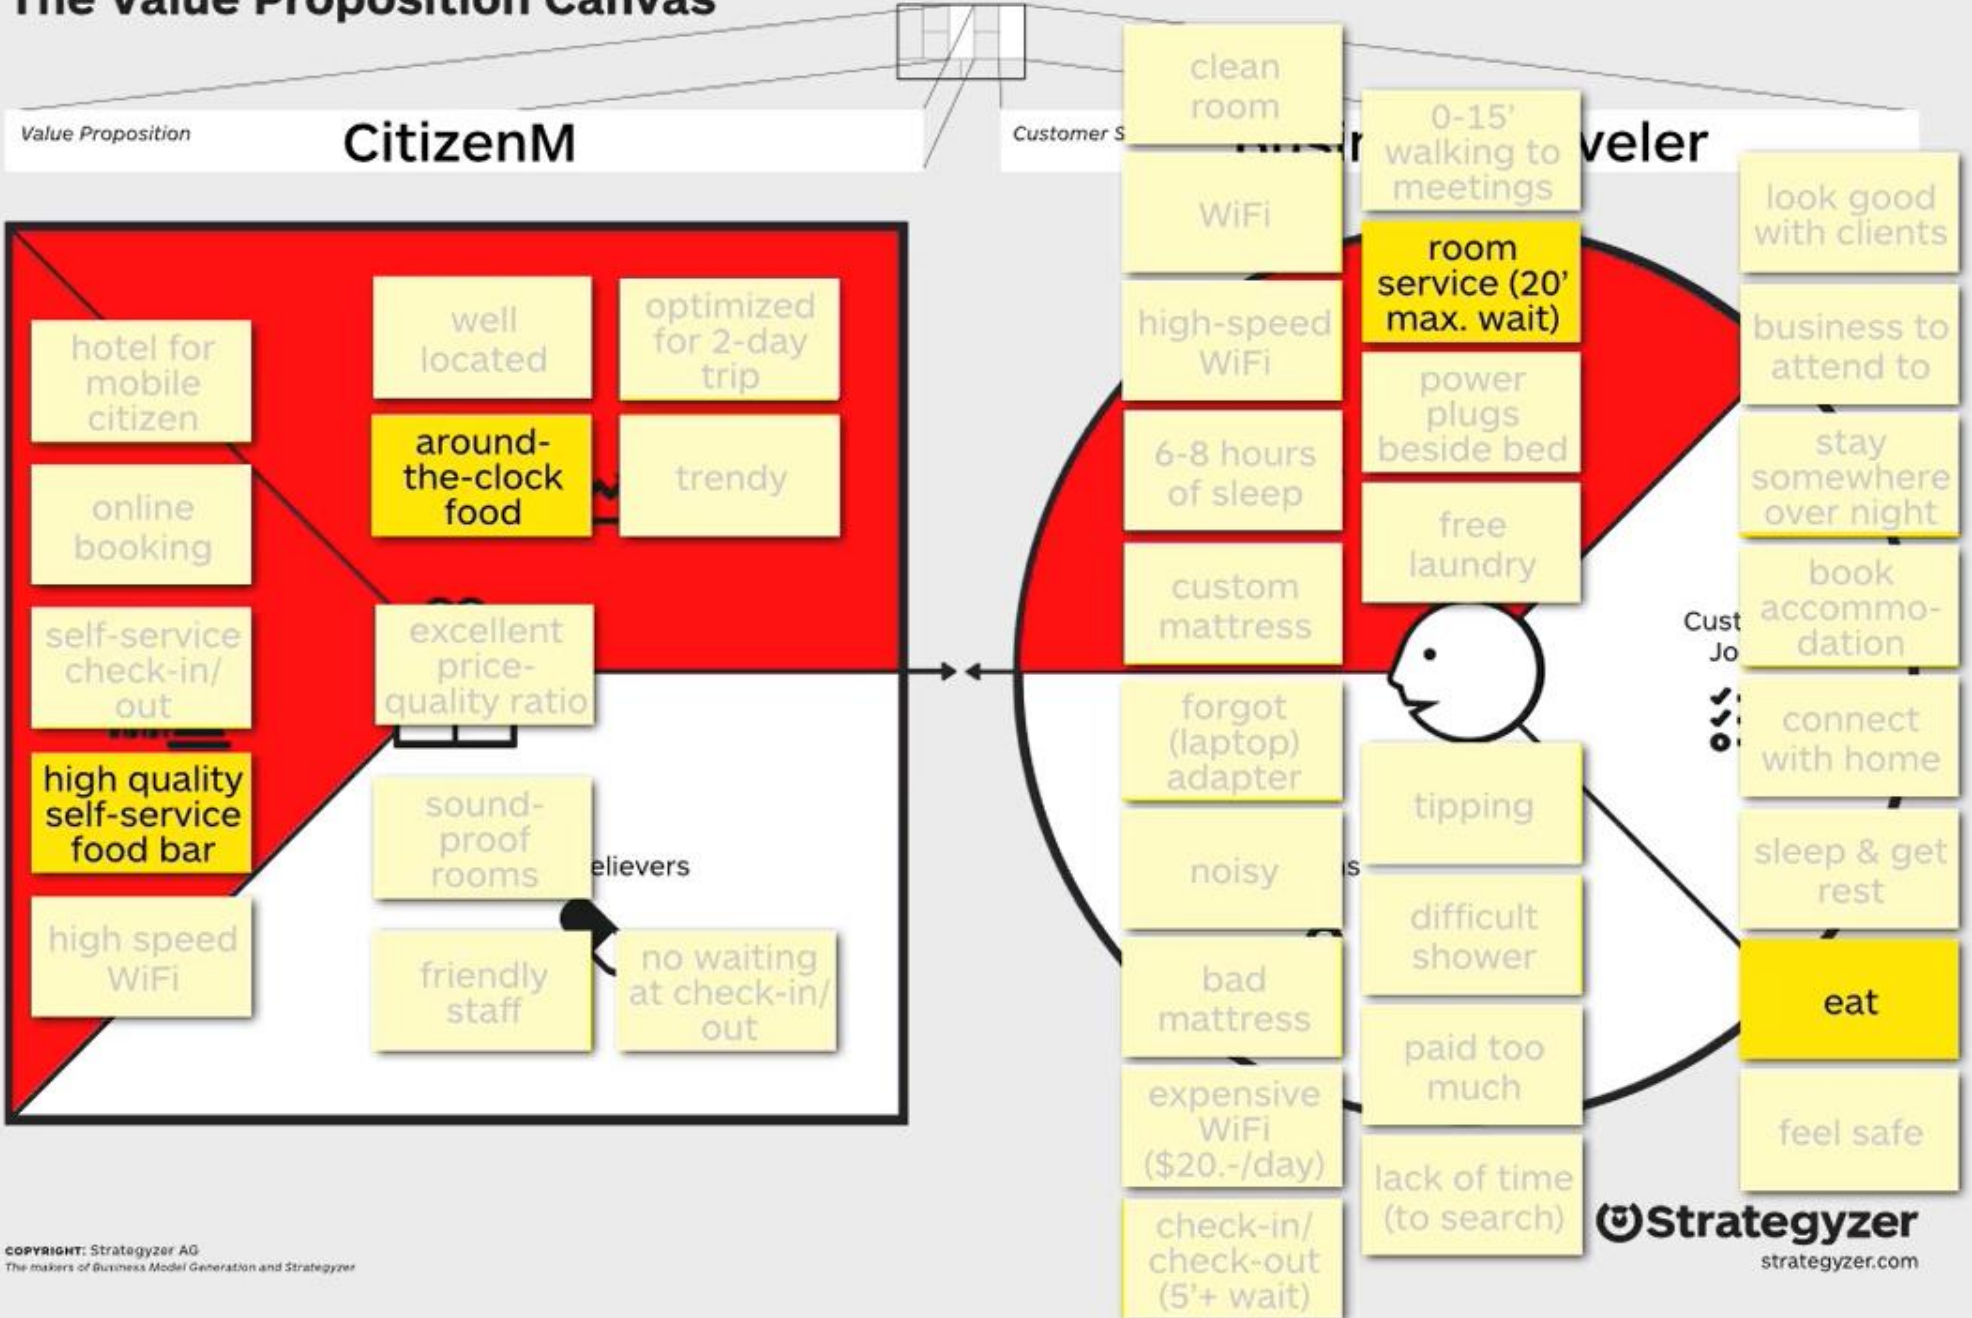 The Value Proposition Canvas
Value Proposition
CitizenM
Customer S
veler
hotel for
mobile
citizen
online
booking
self-service
check-in/
out
high quality
self-service
food bar
high speed
WiFi
well
located
optimized
for 2-day
trip
around-
the-clock
food
trendy
excellent
price-
quality ratio
sound-
proof
rooms
elievers
friendly
staff
no waiting
at check-in/
out
clean
room
WiFi
high-speed
WiFi
6-8 hours
of sleep
custom
mattress
forgot
(laptop)
adapter
noisy
bad
mattress
expensive
WiFi
($20.-/day)
check-in/
check-out
(5'+ wait)
0-15'
walking to
meetings
room
service (20'
max. wait)
power
plugs
beside bed
free
laundry
tipping
difficult
shower
paid too
much
lack of time
(to search)
look good
with clients
business to
attend to
stay
somewhere
over night
Cust
Jo
book
accommo-
dation
connect
with home
sleep & get
rest
eat
feel safe
COPYRIGHT: Strategyzer AG
The makers of Business Model Generation and Strategyzer
Strategyzer
strategyzer.com